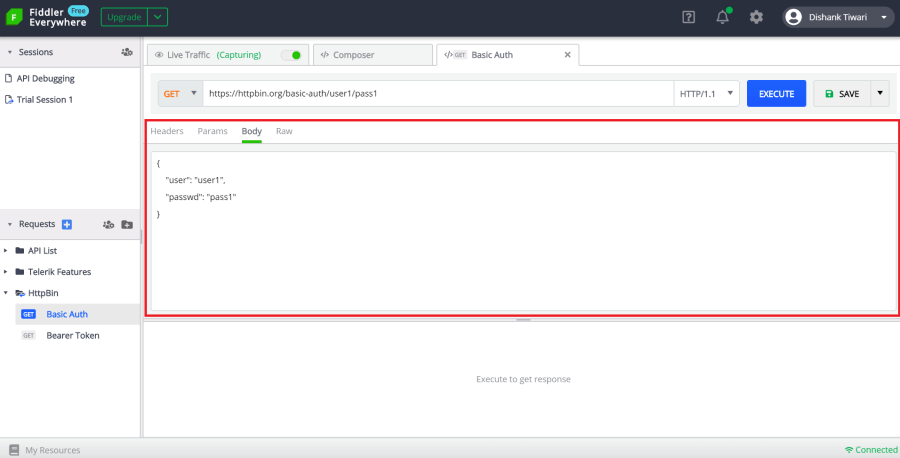 Fiddler Free
Everywhere
Upgrade
Dishank Tiwari
Sessions
API Debugging
Trial Session 1
Requests
API List
Telerik Features
HttpBin
GET Basic Auth
GET Bearer Token
Live Traffic (Capturing)
</> Composer
</> GET Basic Auth
GET https://httpbin.org/basic-auth/user1/pass1 HTTP/1.1 EXECUTE SAVE
Headers Params Body Raw
{
"user": "user1",
"passwd": "pass1"
}
Execute to get response
My Resources
Connected